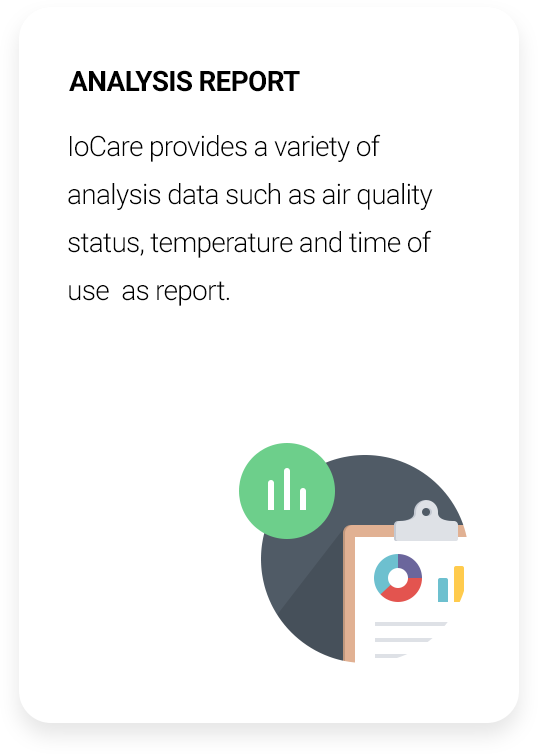 ANALYSIS REPORT
IoCare provides a variety of
analysis data such as air quality
status, temperature and time of
use  as report.